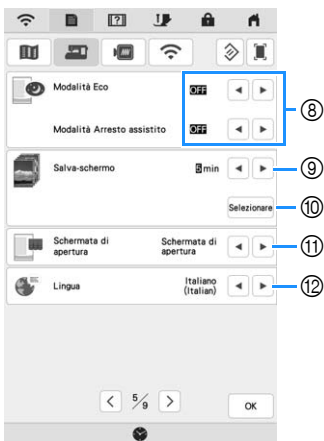 Modalità Eco OFF
⑧
Modalità Arresto assistito OFF
Salva-schermo 5 min ⑨
Selezionare ⑩
Schermata di apertura Schermata di apertura ⑪
Lingua Italiano (Italian) ⑫
< 5/9 > OK